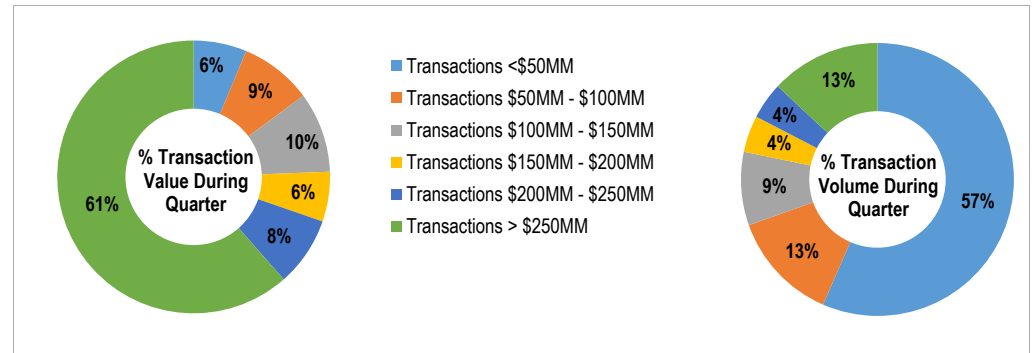 6%
9%
10%
6%
8%
61%
% Transaction
Value During
Quarter
Transactions <$50MM
Transactions $50MM - $100MM
Transactions $100MM - $150MM
Transactions $150MM - $200MM
Transactions $200MM - $250MM
Transactions > $250MM
57%
13%
9%
4%
4%
13%
% Transaction
Volume During
Quarter